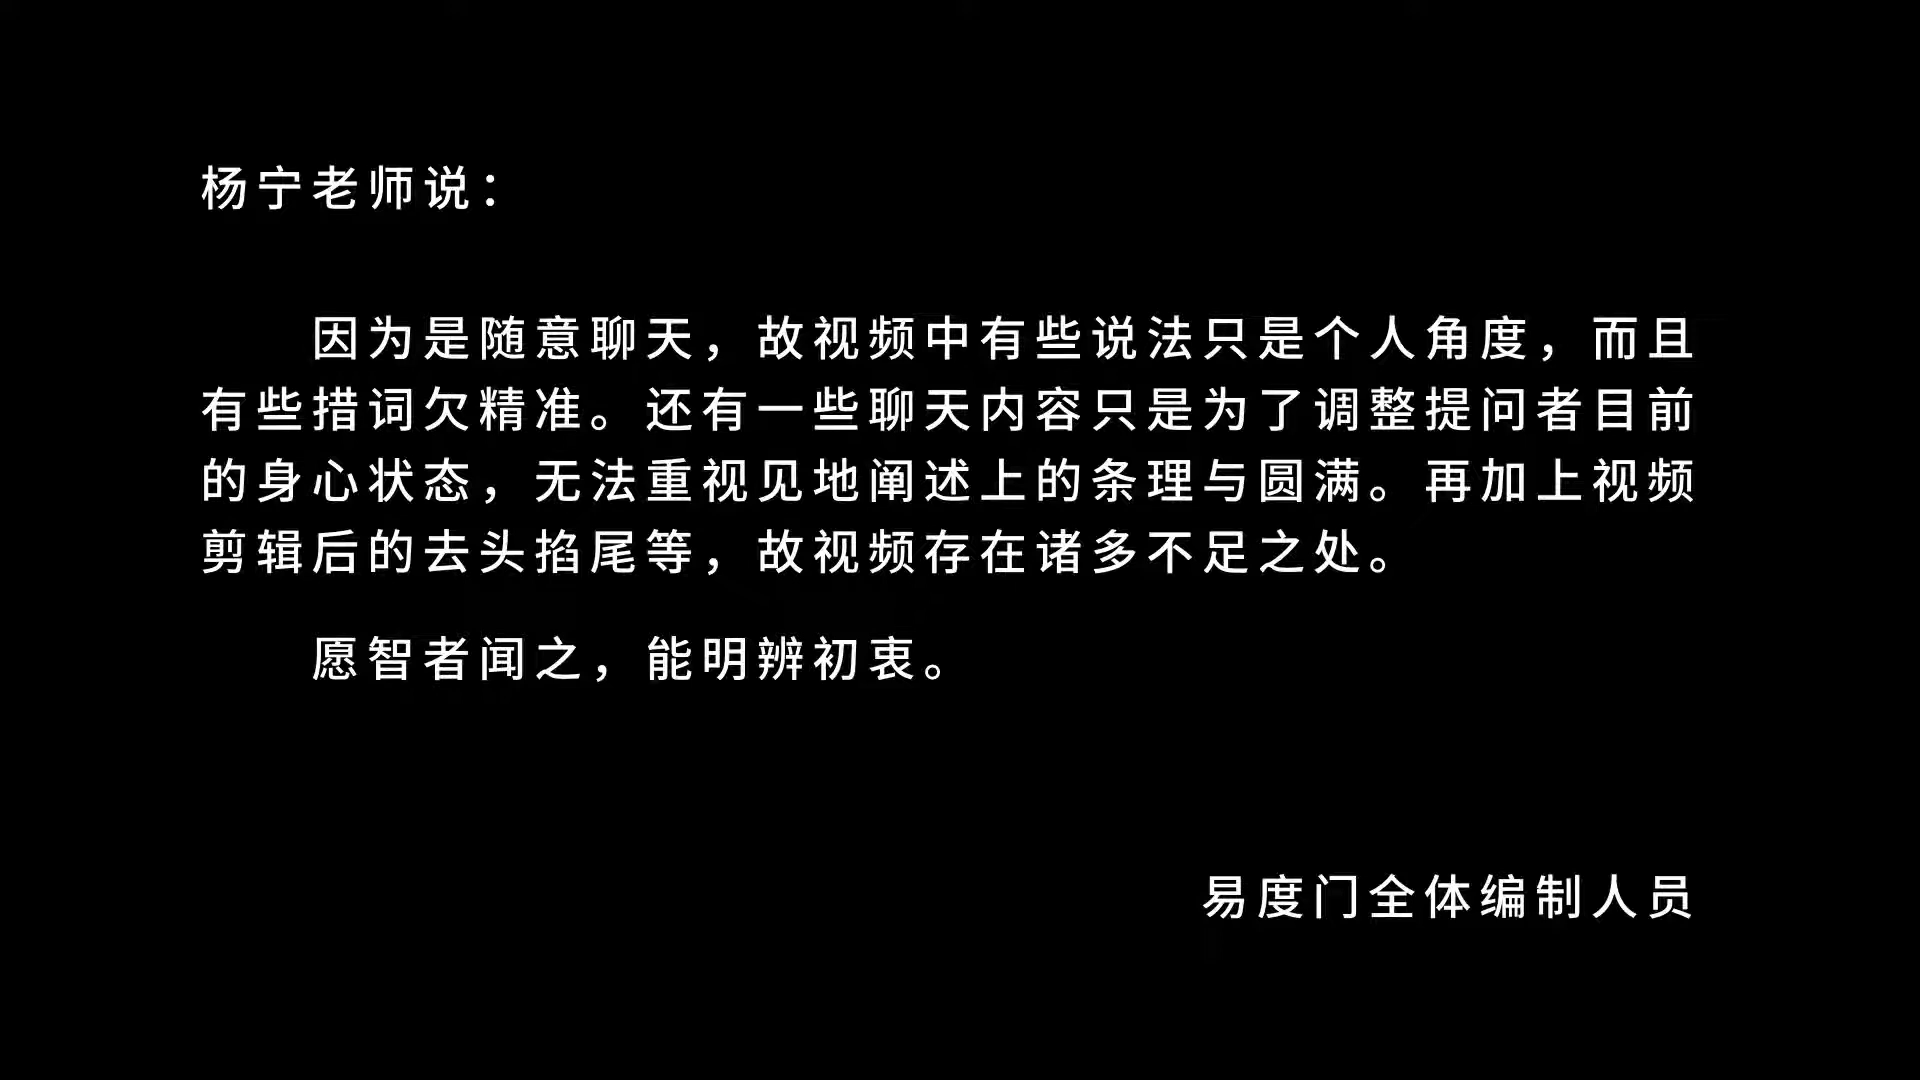 杨宁老师说：
因为是随意聊天，故视频中有些说法只是个人角度，而且
有些措词欠精准。还有一些聊天内容只是为了调整提问者目前
的身心状态，无法重视见地阐述上的条理与圆满。再加上视频
剪辑后的去头掐尾等，故视频存在诸多不足之处。
愿智者闻之，能明辨初衷。
易度门全体编制人员